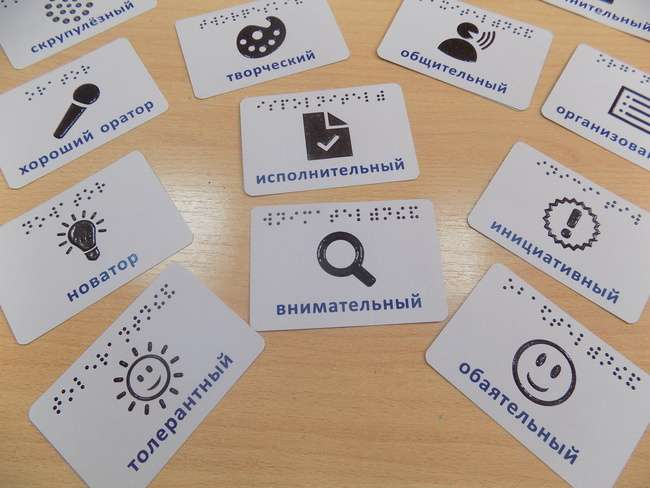 скрупулёзный
творческий
общительный
хороший оратор
исполнительный
новатор
внимательный
инициативный
толерантный
обаятельный